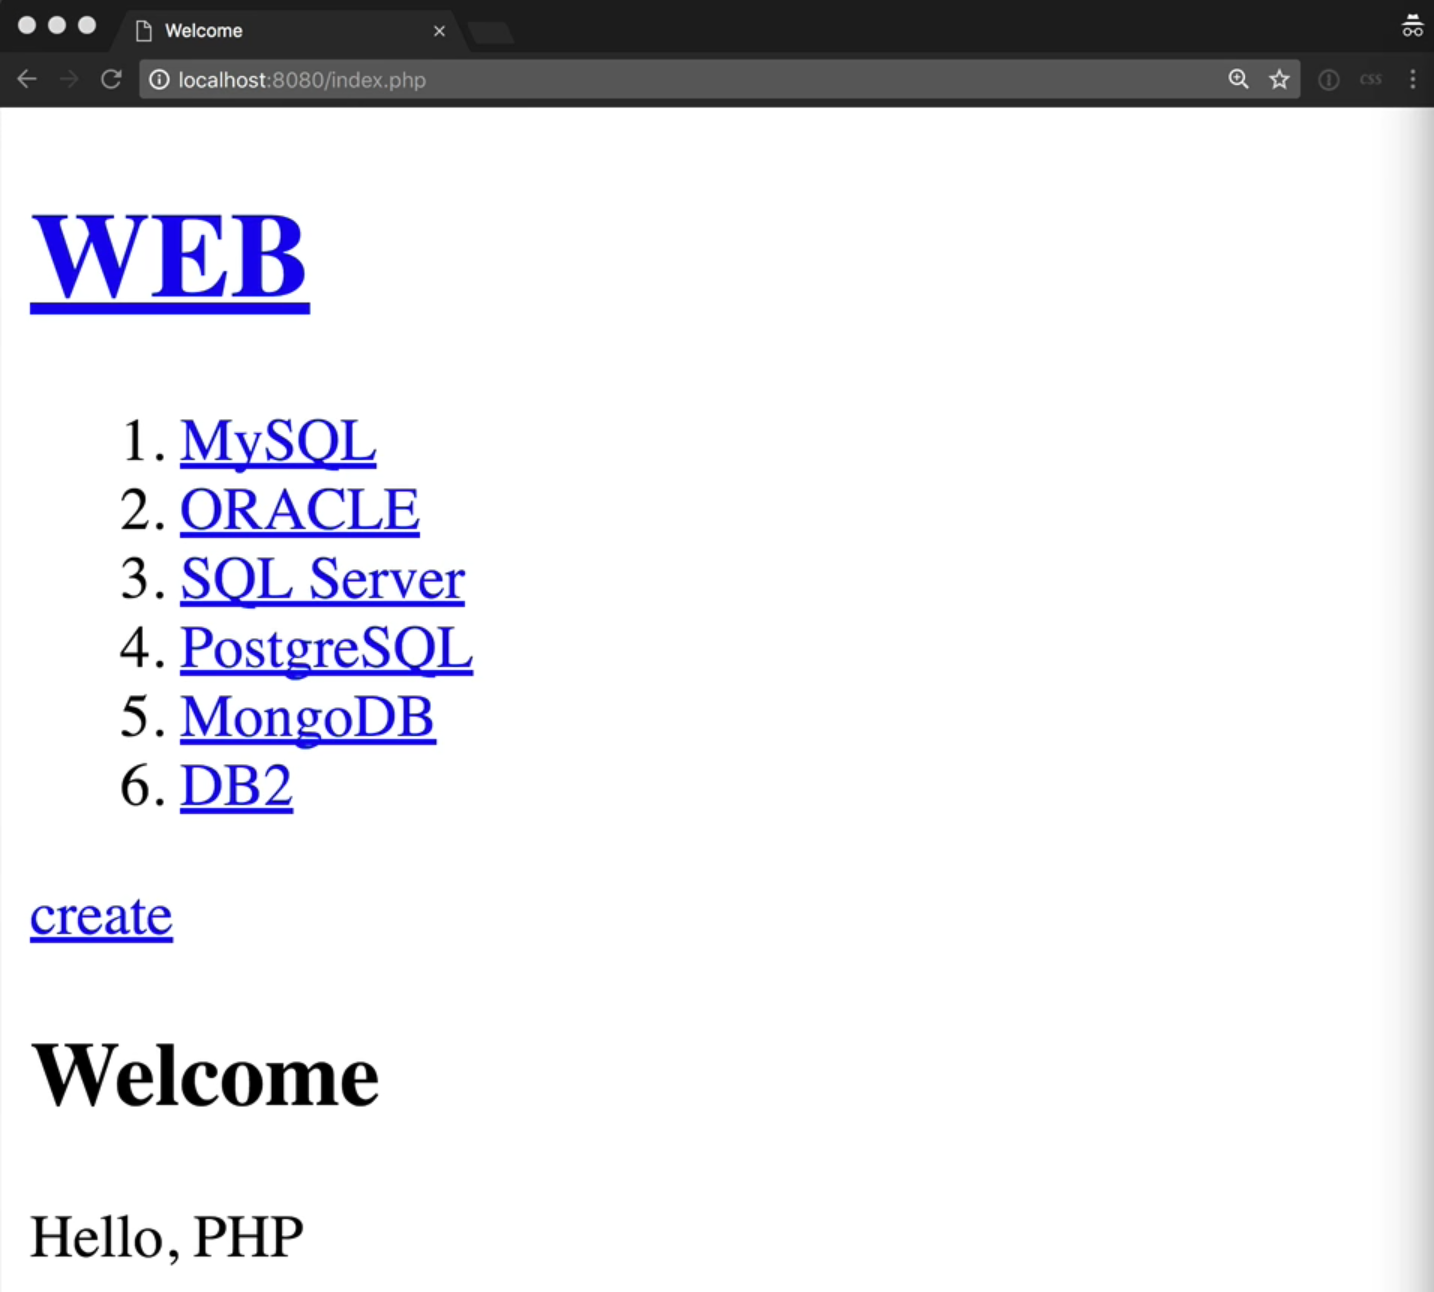 Welcome
localhost:8080/index.php
css
WEB
1. MySQL
2. ORACLE
3. SQL Server
4. PostgreSQL
5. MongoDB
6. DB2
create
Welcome
Hello, PHP